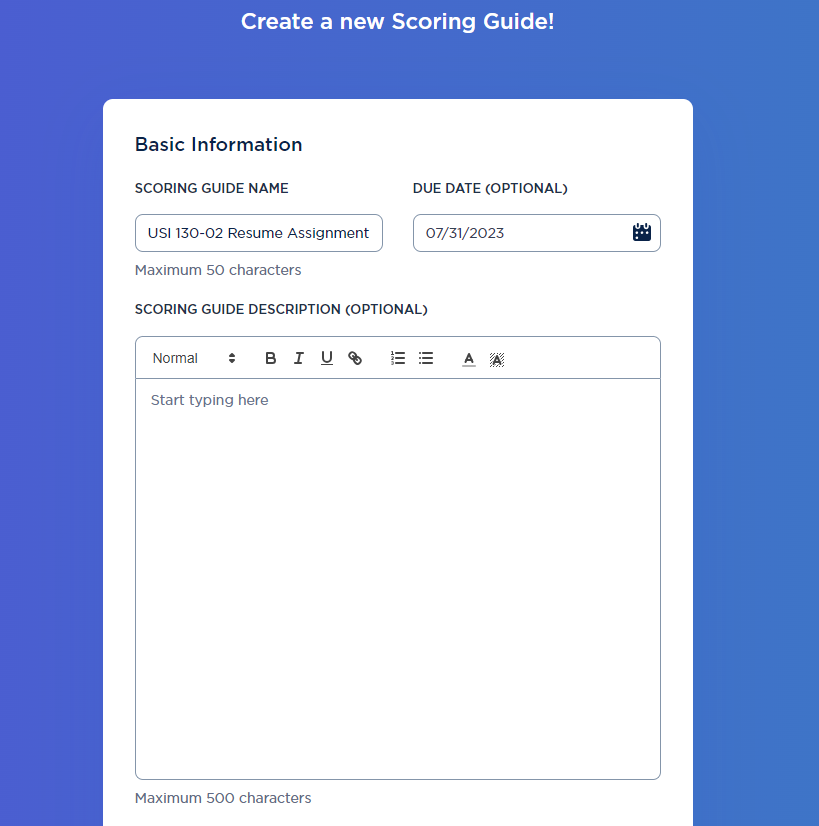 Create a new Scoring Guide!
Basic Information
SCORING GUIDE NAME
DUE DATE (OPTIONAL)
USI 130-02 Resume Assignment
07/31/2023
Maximum 50 characters
SCORING GUIDE DESCRIPTION (OPTIONAL)
Normal B I U A A
Start typing here
Maximum 500 characters